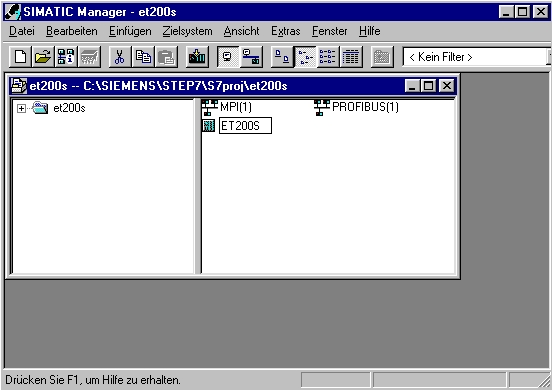 SIMATIC Manager - et200s
Datei Bearbeiten Einfügen Zielsystem Ansicht Extras Fenster Hilfe
< Kein Filter >
et200s -- C:\SIEMENS\STEP7\S7proj\et200s
et200s
MPI(1) PROFIBUS(1)
ET200S
Drücken Sie F1, um Hilfe zu erhalten.